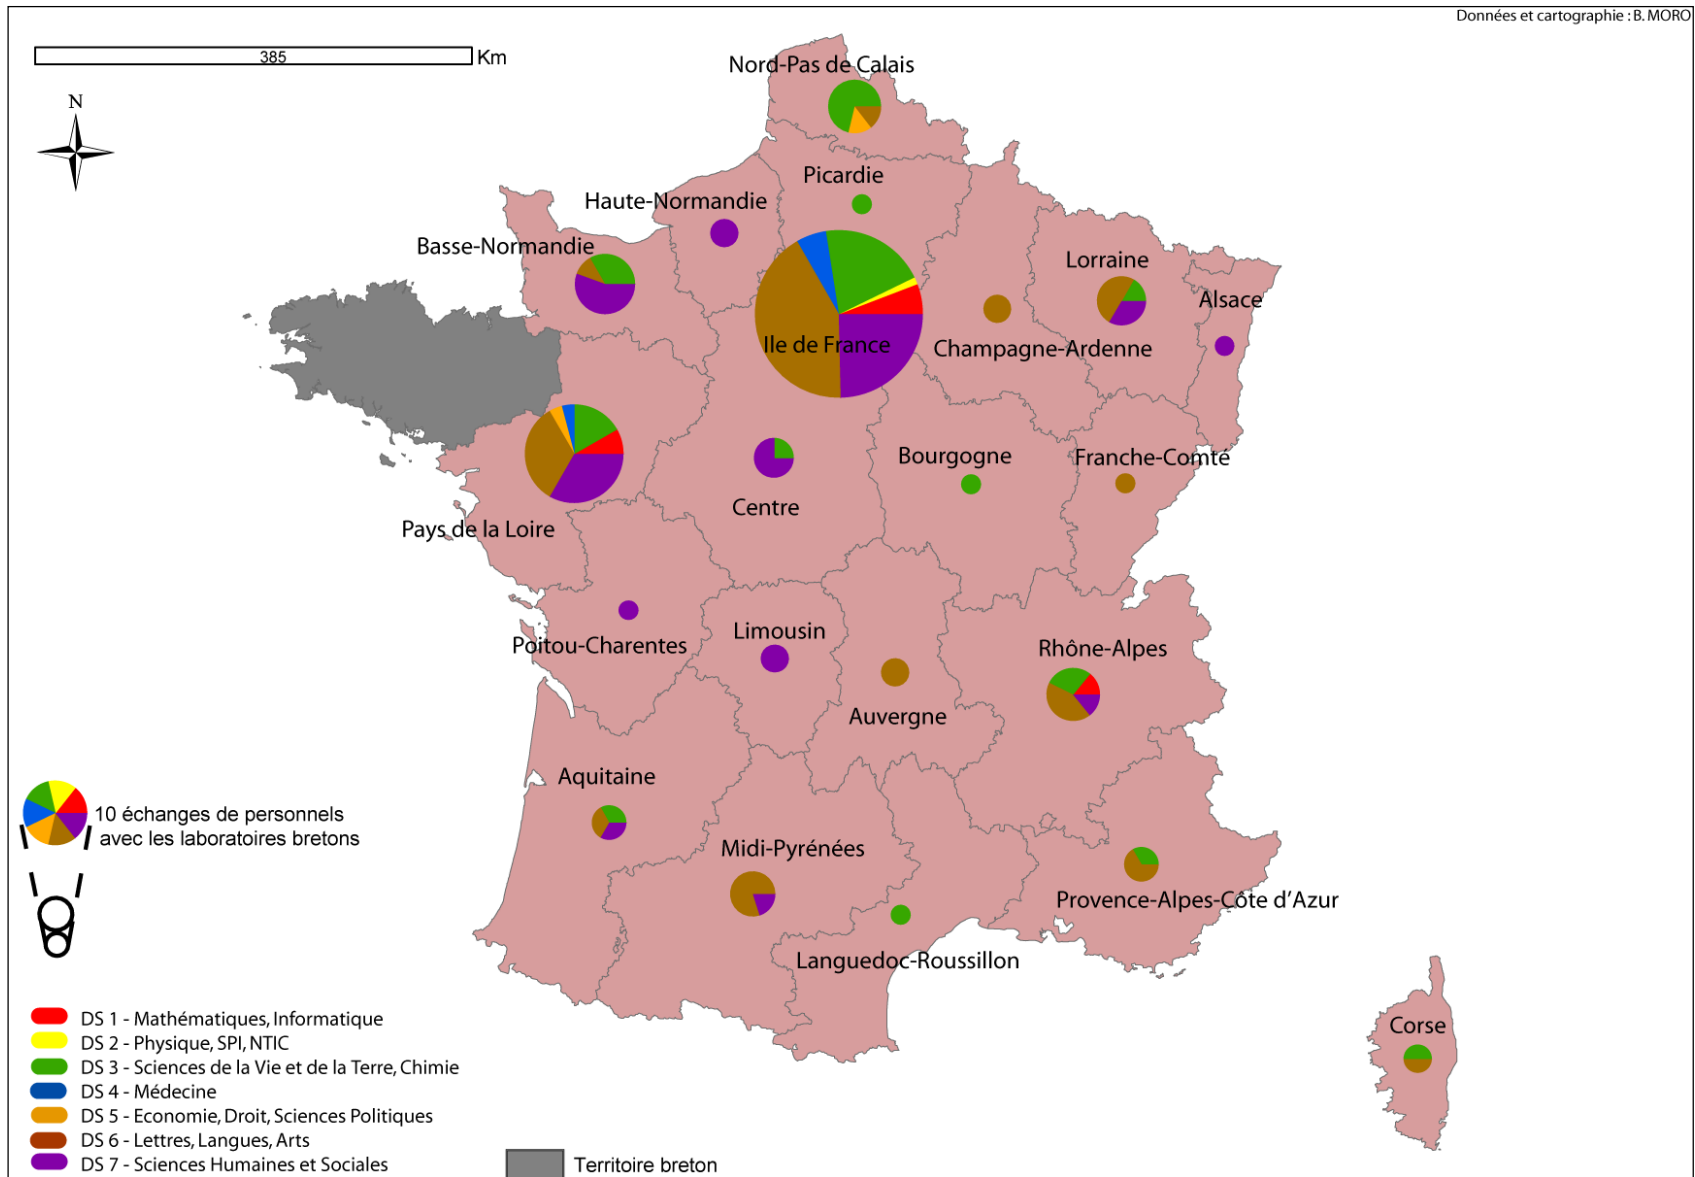 Données et cartographie : B. MORO
385 Km
N
Nord-Pas de Calais
Picardie
Haute-Normandie
Basse-Normandie
Lorraine
Alsace
Ile de France
Champagne-Ardenne
Bourgogne
Franche-Comté
Centre
Pays de la Loire
Poitou-Charentes
Limousin
Rhône-Alpes
Auvergne
Aquitaine
Midi-Pyrénées
Provence-Alpes-Côte d'Azur
Languedoc-Roussillon
Corse
10 échanges de personnels
avec les laboratoires bretons
DS 1 - Mathématiques, Informatique
DS 2 - Physique, SPI, NTIC
DS 3 - Sciences de la Vie et de la Terre, Chimie
DS 4 - Médecine
DS 5 - Economie, Droit, Sciences Politiques
DS 6 - Lettres, Langues, Arts
DS 7 - Sciences Humaines et Sociales
Territoire breton